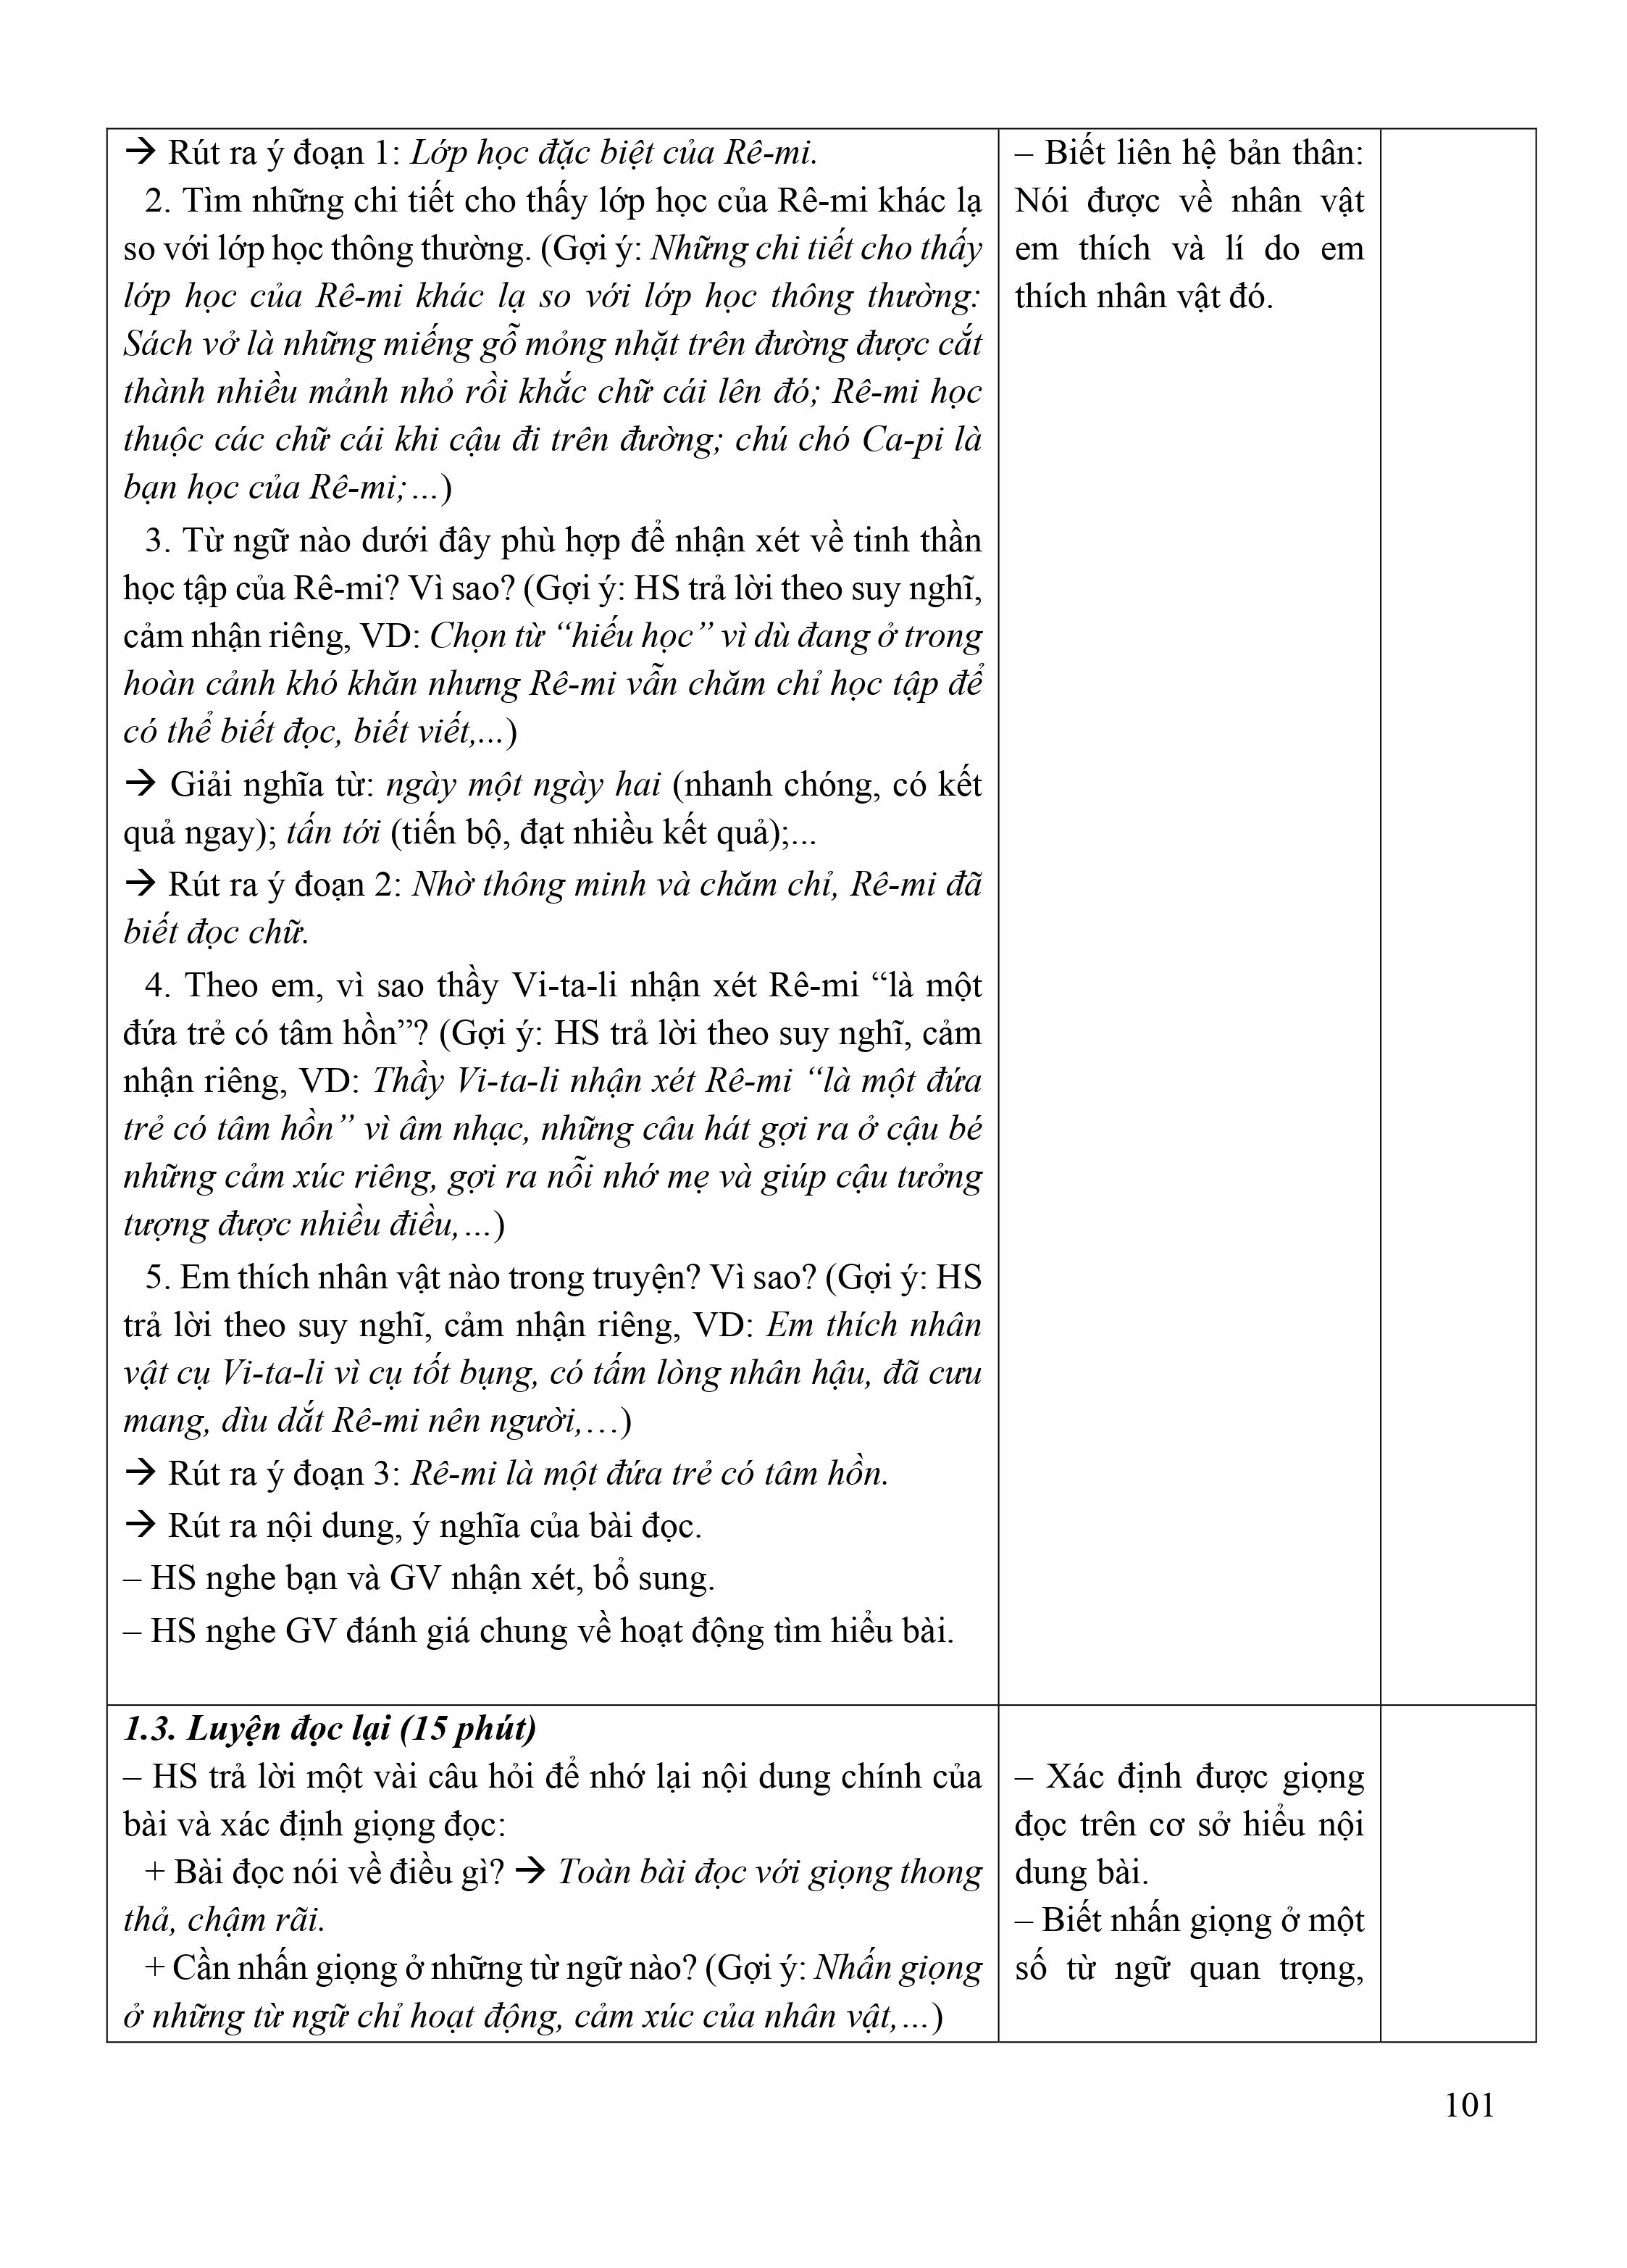 → Rút ra ý đoạn 1: Lớp học đặc biệt của Rê-mi.
2. Tìm những chi tiết cho thấy lớp học của Rê-mi khác lạ
so với lớp học thông thường. (Gợi ý: Những chi tiết cho thấy
lớp học của Rê-mi khác lạ so với lớp học thông thường:
Sách vở là những miếng gỗ mỏng nhặt trên đường được cắt
thành nhiều mảnh nhỏ rồi khắc chữ cái lên đó; Rê-mi học
thuộc các chữ cái khi cậu đi trên đường; chú chó Ca-pi là
bạn học của Rê-mi;…)
3. Từ ngữ nào dưới đây phù hợp để nhận xét về tinh thần
học tập của Rê-mi? Vì sao? (Gợi ý: HS trả lời theo suy nghĩ,
cảm nhận riêng, VD: Chọn từ “hiếu học” vì dù đang ở trong
hoàn cảnh khó khăn nhưng Rê-mi vẫn chăm chỉ học tập để
có thể biết đọc, biết viết,...)
→ Giải nghĩa từ: ngày một ngày hai (nhanh chóng, có kết
quả ngay); tấn tới (tiến bộ, đạt nhiều kết quả);...
→ Rút ra ý đoạn 2: Nhờ thông minh và chăm chỉ, Rê-mi đã
biết đọc chữ.
4. Theo em, vì sao thầy Vi-ta-li nhận xét Rê-mi “là một
đứa trẻ có tâm hồn”? (Gợi ý: HS trả lời theo suy nghĩ, cảm
nhận riêng, VD: Thầy Vi-ta-li nhận xét Rê-mi “là một đứa
trẻ có tâm hồn” vì âm nhạc, những câu hát gợi ra ở cậu bé
những cảm xúc riêng, gợi ra nỗi nhớ mẹ và giúp cậu tưởng
tượng được nhiều điều,…)
5. Em thích nhân vật nào trong truyện? Vì sao? (Gợi ý: HS
trả lời theo suy nghĩ, cảm nhận riêng, VD: Em thích nhân
vật cụ Vi-ta-li vì cụ tốt bụng, có tấm lòng nhân hậu, đã cưu
mang, dìu dắt Rê-mi nên người,…)
→ Rút ra ý đoạn 3: Rê-mi là một đứa trẻ có tâm hồn.
→ Rút ra nội dung, ý nghĩa của bài đọc.
– HS nghe bạn và GV nhận xét, bổ sung.
– HS nghe GV đánh giá chung về hoạt động tìm hiểu bài.
– Biết liên hệ bản thân:
Nói được về nhân vật
em thích và lí do em
thích nhân vật đó.
1.3. Luyện đọc lại (15 phút)
– HS trả lời một vài câu hỏi để nhớ lại nội dung chính của
bài và xác định giọng đọc:
+ Bài đọc nói về điều gì? → Toàn bài đọc với giọng thong
thả, chậm rãi.
+ Cần nhấn giọng ở những từ ngữ nào? (Gợi ý: Nhấn giọng
ở những từ ngữ chỉ hoạt động, cảm xúc của nhân vật,…)
– Xác định được giọng
đọc trên cơ sở hiểu nội
dung bài.
– Biết nhấn giọng ở một
số từ ngữ quan trọng,
101